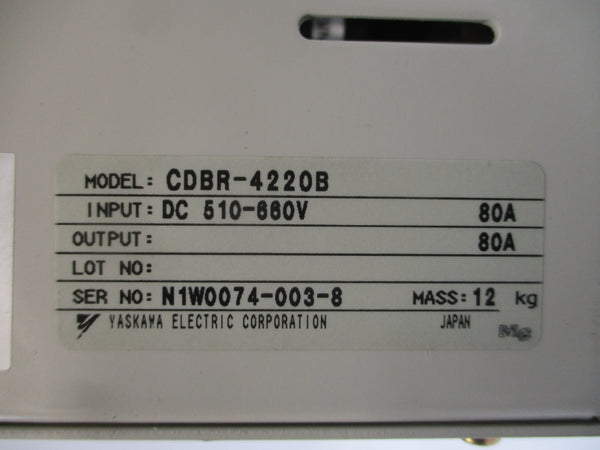 MODEL: CDBR-4220B
INPUT: DC 510-660V 80A
OUTPUT: 80A
LOT NO:
SER NO: N1W0074-003-8 MASS: 12 kg
YASKAWA ELECTRIC CORPORATION JAPAN Mc